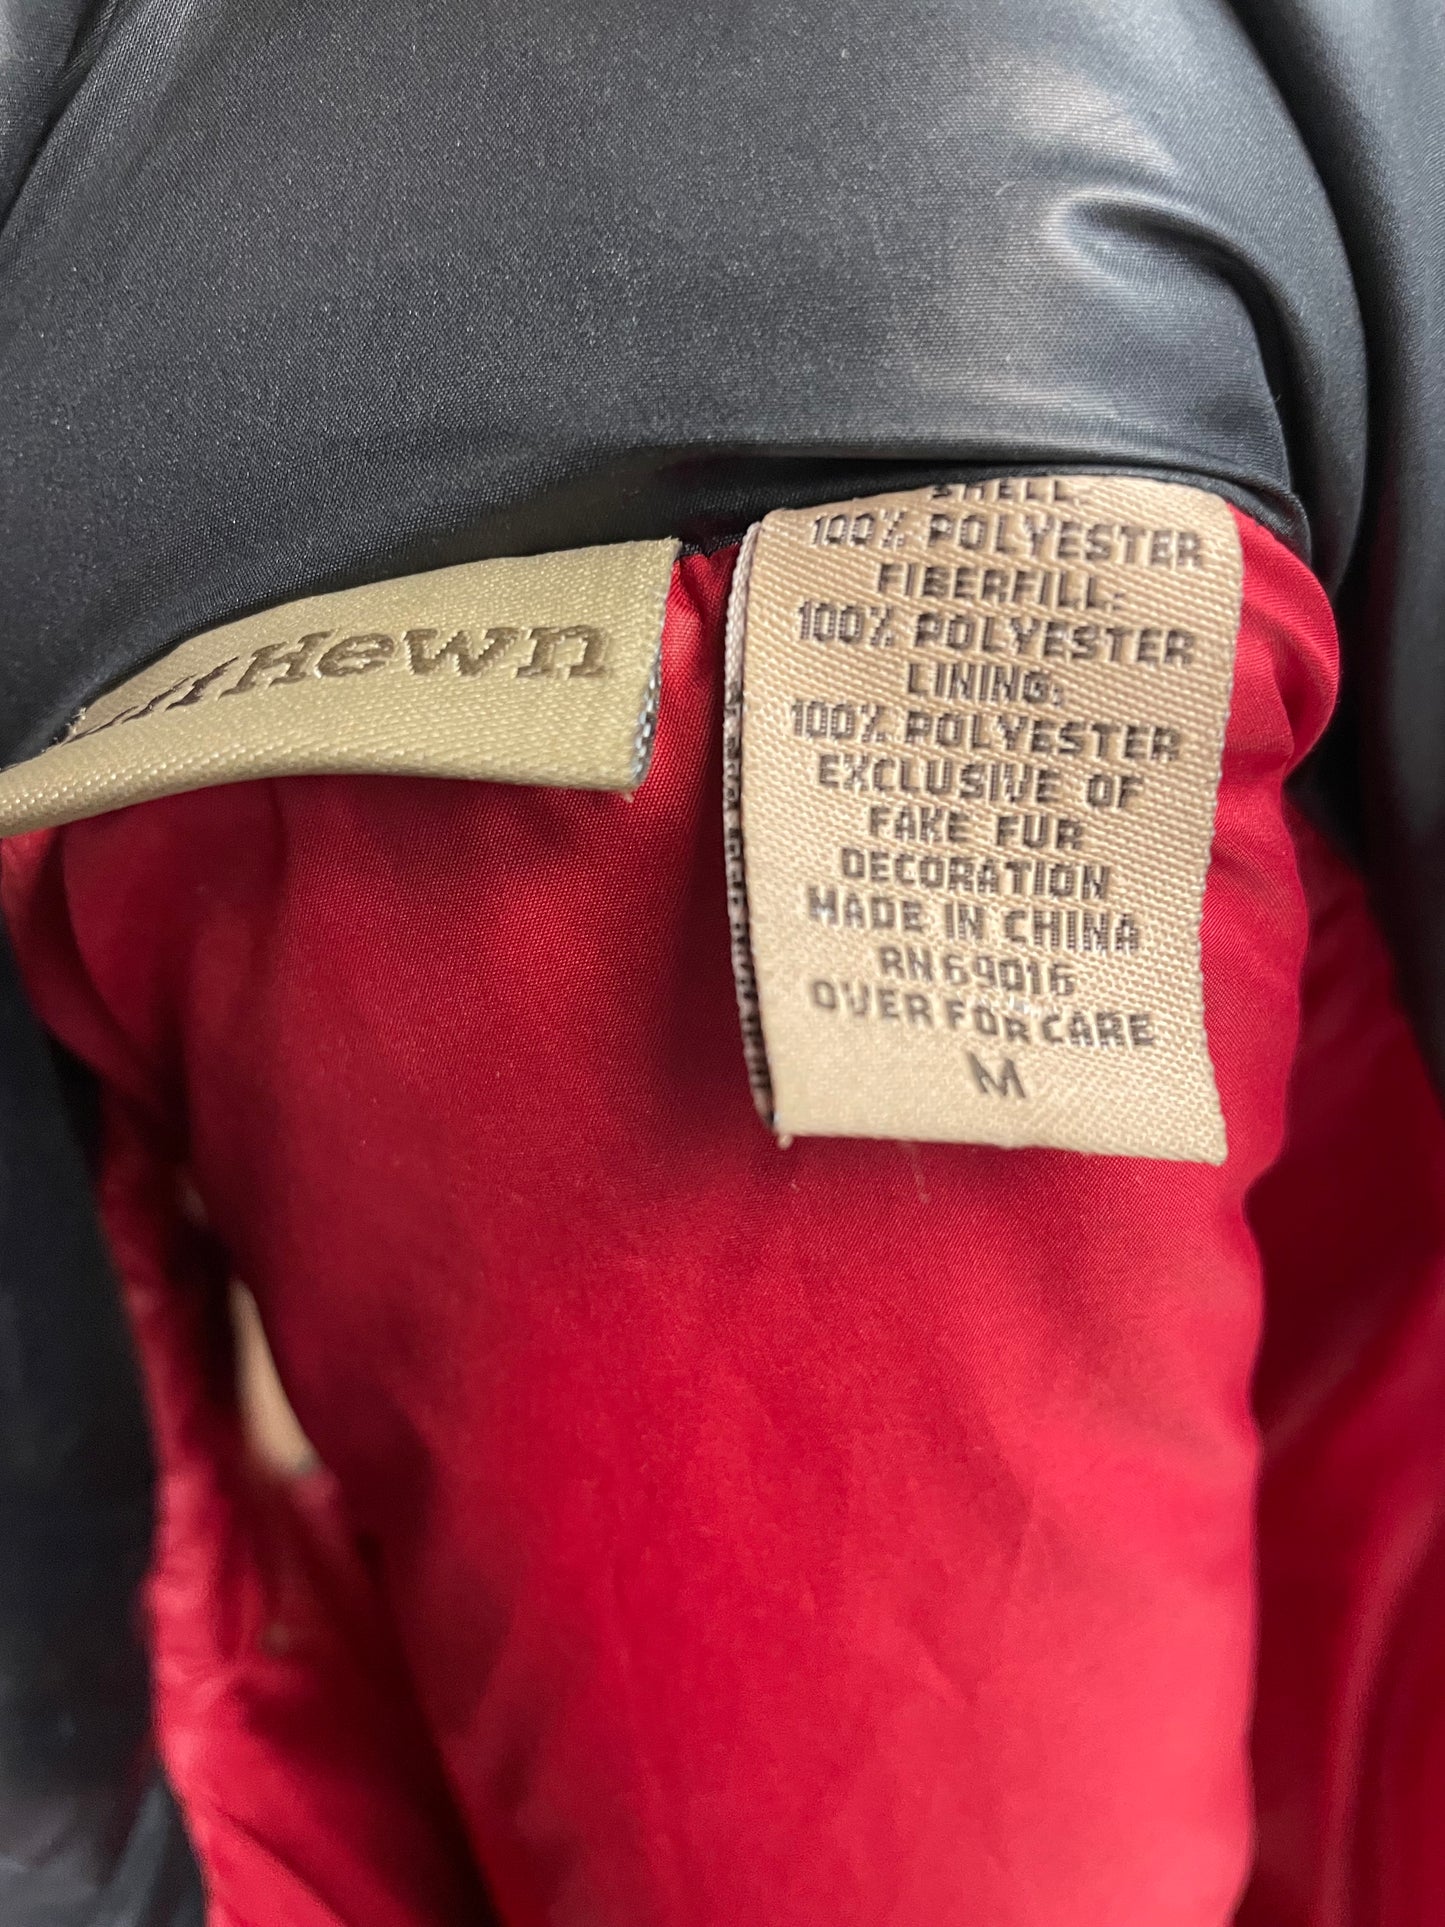 Hewn
SHELL:
100% POLYESTER
FIBERFILL:
100% POLYESTER
LINING:
100% POLYESTER
EXCLUSIVE OF
FAKE FUR
DECORATION
MADE IN CHINA
RN69016
OVER FOR CARE
M